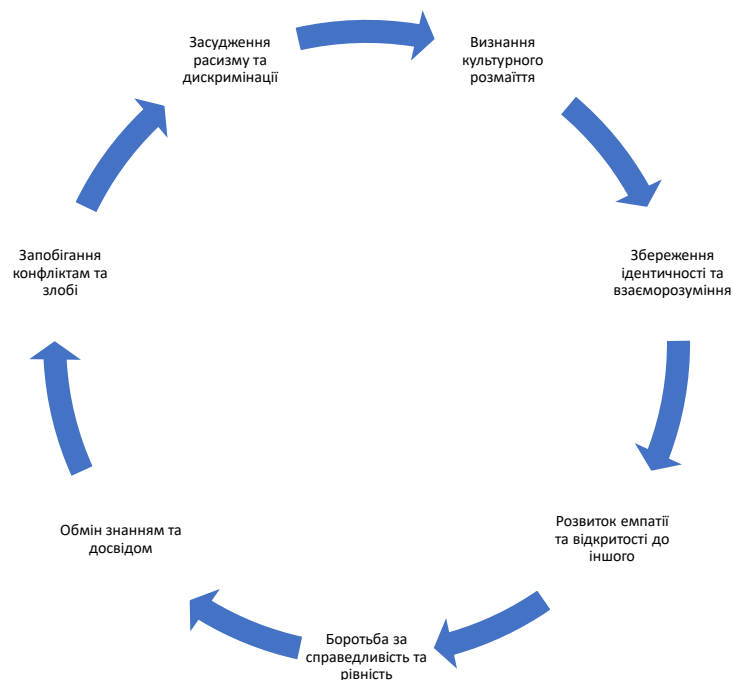 Засудження
расизму та
дискримінації
Визнання
культурного
розмаїття
Збереження
ідентичності та
взаєморозуміння
Розвиток емпатії
та відкритості до
іншого
Боротьба за
справедливість та
рівність
Обмін знанням та
досвідом
Запобігання
конфліктам та
злобі